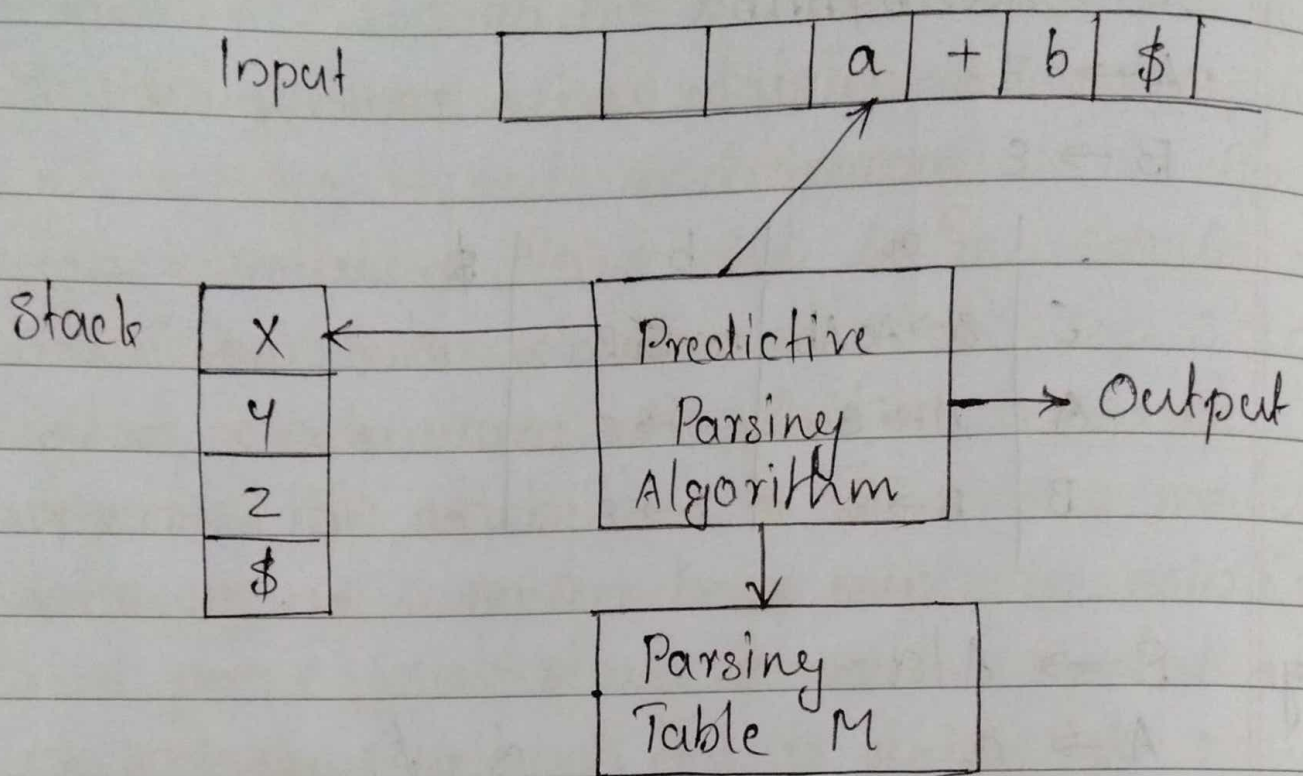 Input a + b $
Stack
X
Y
Z
$
Predictive
Parsing
Algorithm
Output
Parsing
Table M